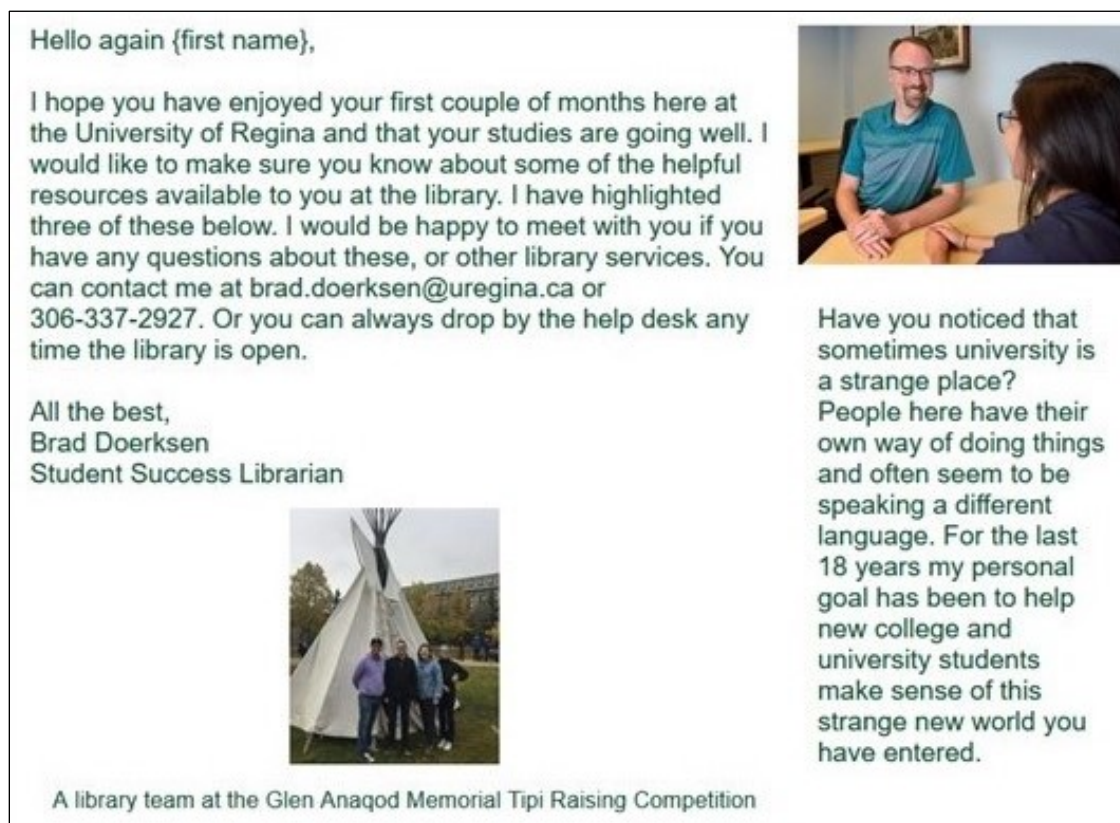 Hello again {first name},
I hope you have enjoyed your first couple of months here at
the University of Regina and that your studies are going well. I
would like to make sure you know about some of the helpful
resources available to you at the library. I have highlighted
three of these below. I would be happy to meet with you if you
have any questions about these, or other library services. You
can contact me at brad.doerksen@uregina.ca or
306-337-2927. Or you can always drop by the help desk any
time the library is open.
All the best,
Brad Doerksen
Student Success Librarian
A library team at the Glen Anaqod Memorial Tipi Raising Competition
Have you noticed that
sometimes university is
a strange place?
People here have their
own way of doing things
and often seem to be
speaking a different
language. For the last
18 years my personal
goal has been to help
new college and
university students
make sense of this
strange new world you
have entered.